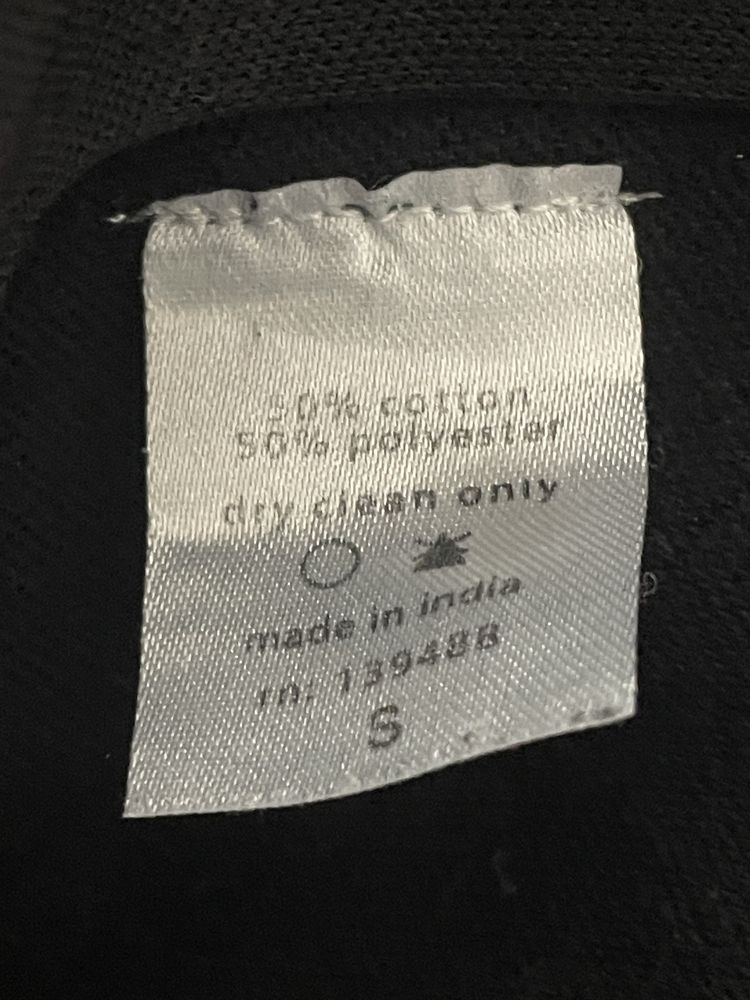 50% cotton
50% polyester
dry clean only
made in india
rn: 139488
S